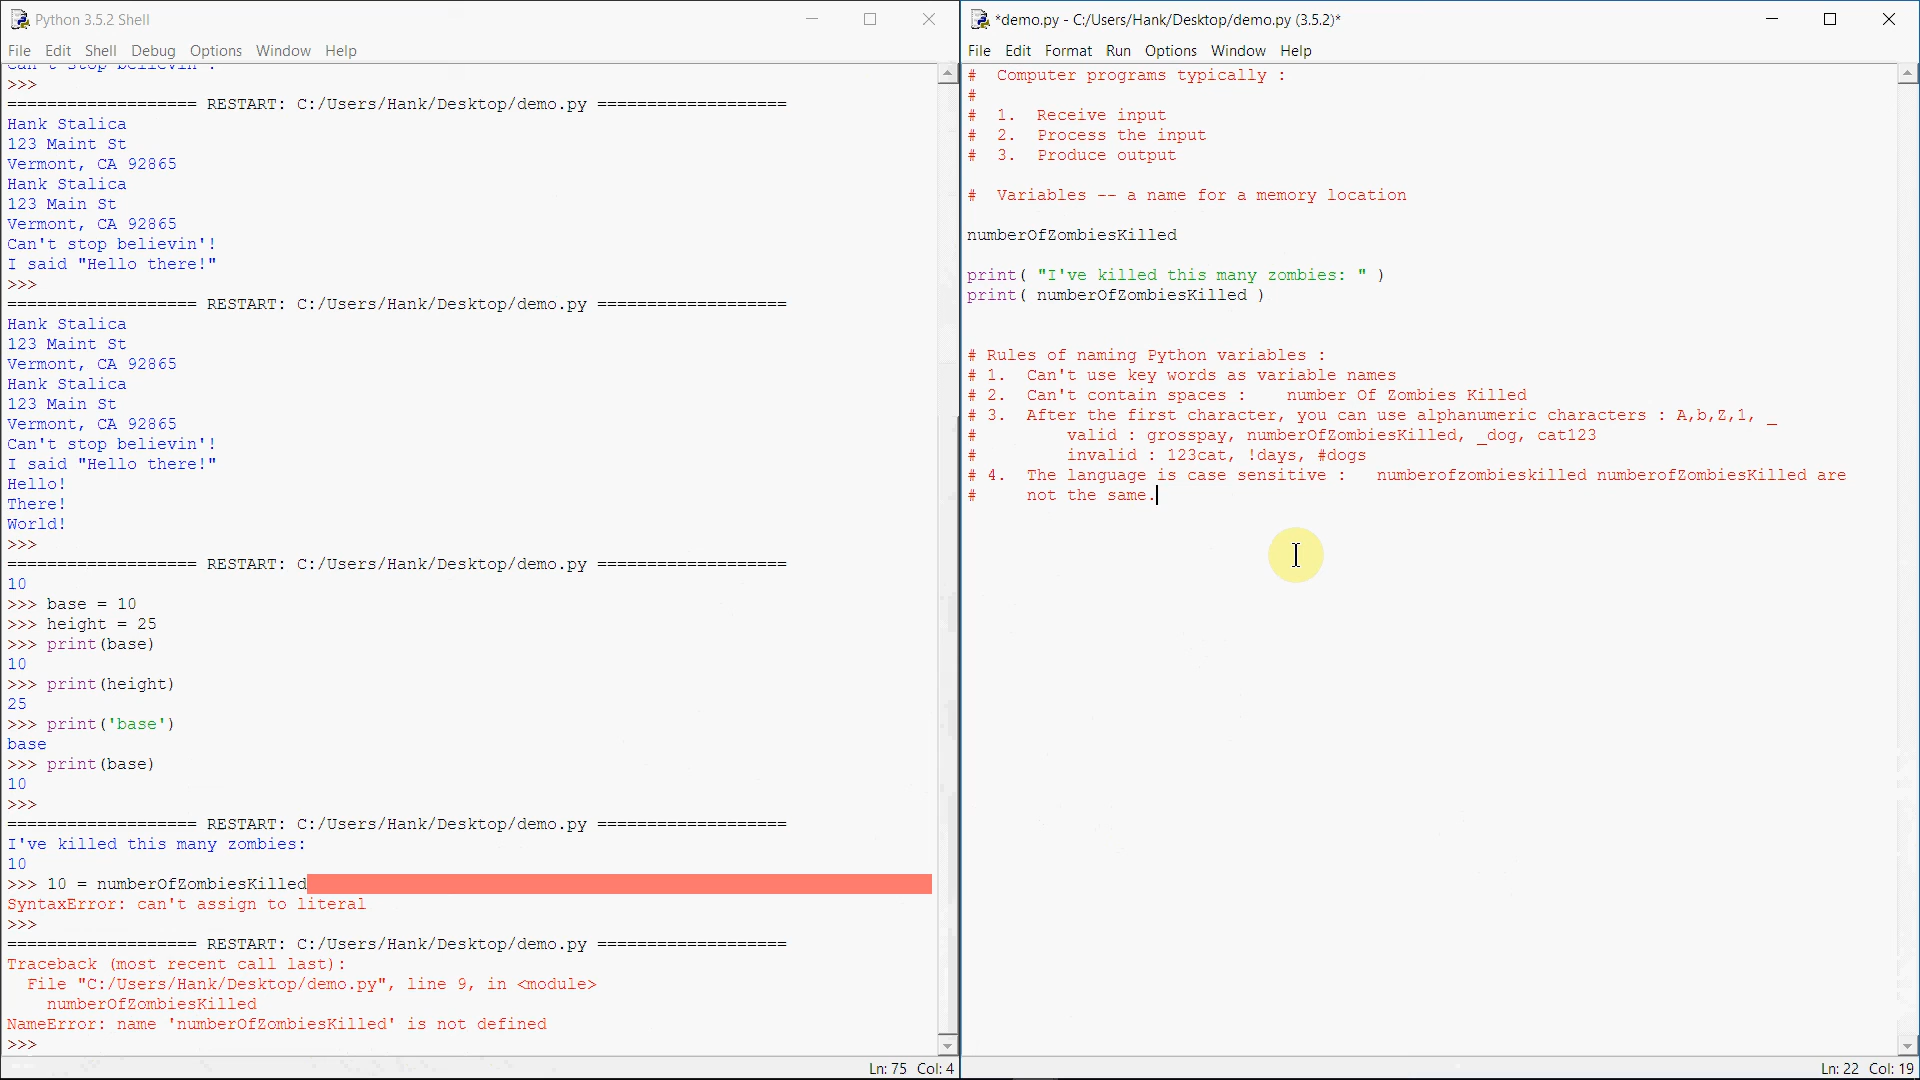 Python 3.5.2 Shell
File Edit Shell Debug Options Window Help
Can't stop believin'!
>>>
=================== RESTART: C:/Users/Hank/Desktop/demo.py ===================
Hank Stalica
123 Maint St
Vermont, CA 92865
Hank Stalica
123 Main St
Vermont, CA 92865
Can't stop believin'!
I said "Hello there!"
>>>
=================== RESTART: C:/Users/Hank/Desktop/demo.py ===================
Hank Stalica
123 Maint St
Vermont, CA 92865
Hank Stalica
123 Main St
Vermont, CA 92865
Can't stop believin'!
I said "Hello there!"
Hello!
There!
World!
>>>
=================== RESTART: C:/Users/Hank/Desktop/demo.py ===================
10
>>> base = 10
>>> height = 25
>>> print(base)
10
>>> print(height)
25
>>> print('base')
base
>>> print(base)
10
>>>
=================== RESTART: C:/Users/Hank/Desktop/demo.py ===================
I've killed this many zombies:
10
>>> 10 = numberOfZombiesKilled
SyntaxError: can't assign to literal
>>>
=================== RESTART: C:/Users/Hank/Desktop/demo.py ===================
Traceback (most recent call last):
  File "C:/Users/Hank/Desktop/demo.py", line 9, in <module>
    numberOfZombiesKilled
NameError: name 'numberOfZombiesKilled' is not defined
>>>
Ln: 75 Col: 4
*demo.py - C:/Users/Hank/Desktop/demo.py (3.5.2)*
File Edit Format Run Options Window Help
#  Computer programs typically :
#
#  1.  Receive input
#  2.  Process the input
#  3.  Produce output
#  Variables -- a name for a memory location
numberOfZombiesKilled
print( "I've killed this many zombies: " )
print( numberOfZombiesKilled )
# Rules of naming Python variables :
# 1.  Can't use key words as variable names
# 2.  Can't contain spaces :    number Of Zombies Killed
# 3.  After the first character, you can use alphanumeric characters : A,b,Z,1, _
#         valid : grosspay, numberOfZombiesKilled, _dog, cat123
#         invalid : 123cat, !days, #dogs
# 4.  The language is case sensitive :   numberofzombieskilled numberofZombiesKilled are
#     not the same.
Ln: 22 Col: 19